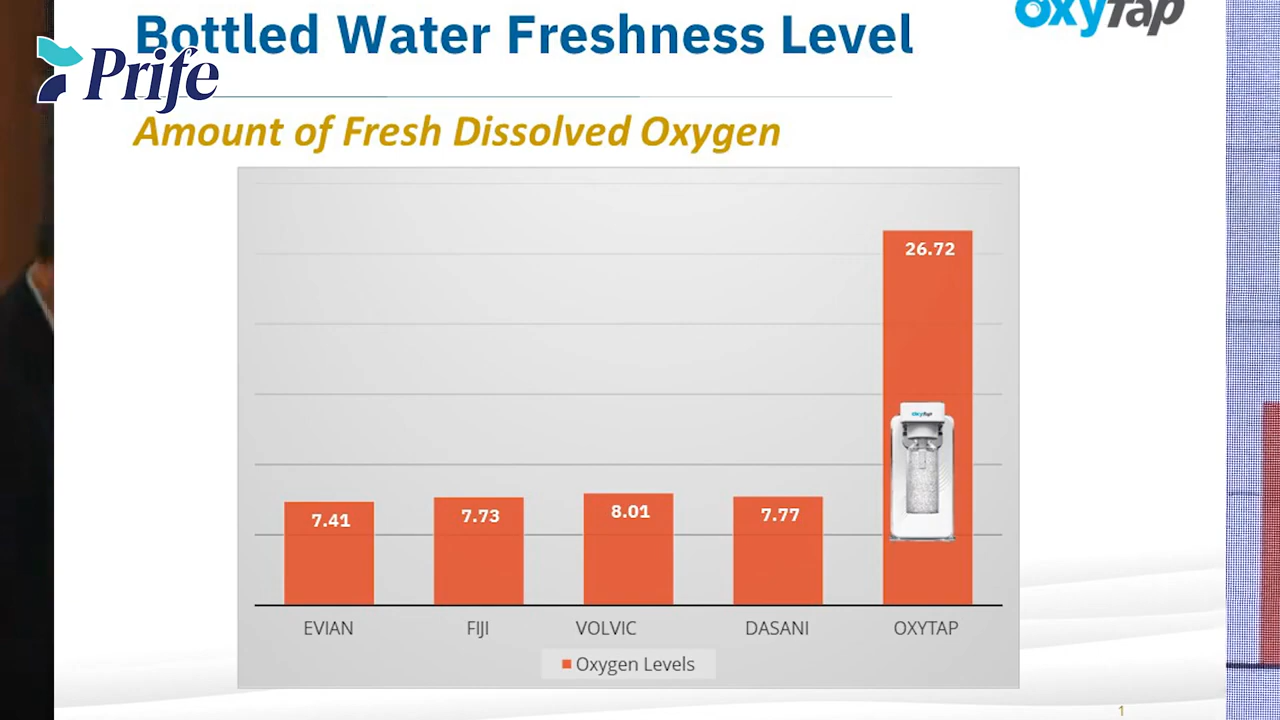 Bottled Water Freshness Level
OxyTap
Prife
Amount of Fresh Dissolved Oxygen
26.72
7.41
7.73
8.01
7.77
OxyTap
EVIAN
FIJI
VOLVIC
DASANI
OXYTAP
Oxygen Levels
1